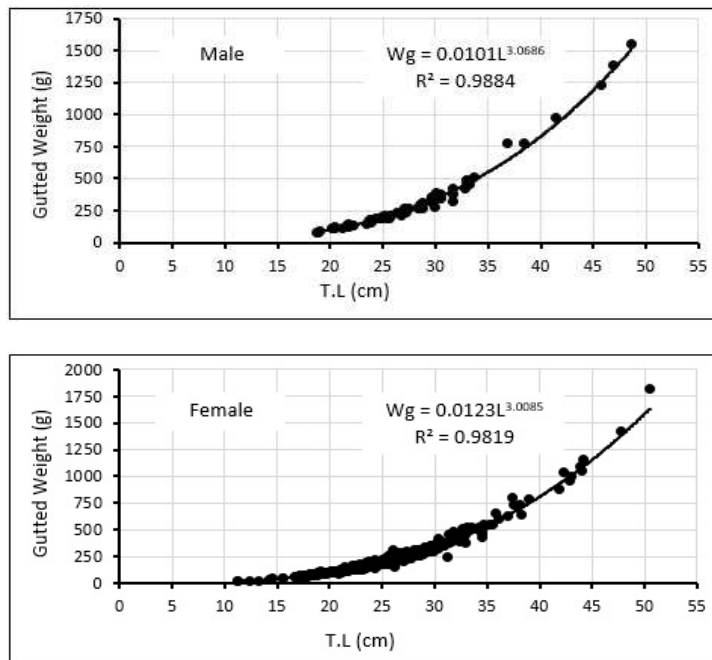 Male
Wg = 0.0101L^3.0686
R² = 0.9884
Gutted Weight (g)
1750
1500
1250
1000
750
500
250
0
0 5 10 15 20 25 30 35 40 45 50 55
T.L (cm)
Female
Wg = 0.0123L^3.0085
R² = 0.9819
Gutted Weight (g)
2000
1750
1500
1250
1000
750
500
250
0
0 5 10 15 20 25 30 35 40 45 50 55
T.L (cm)